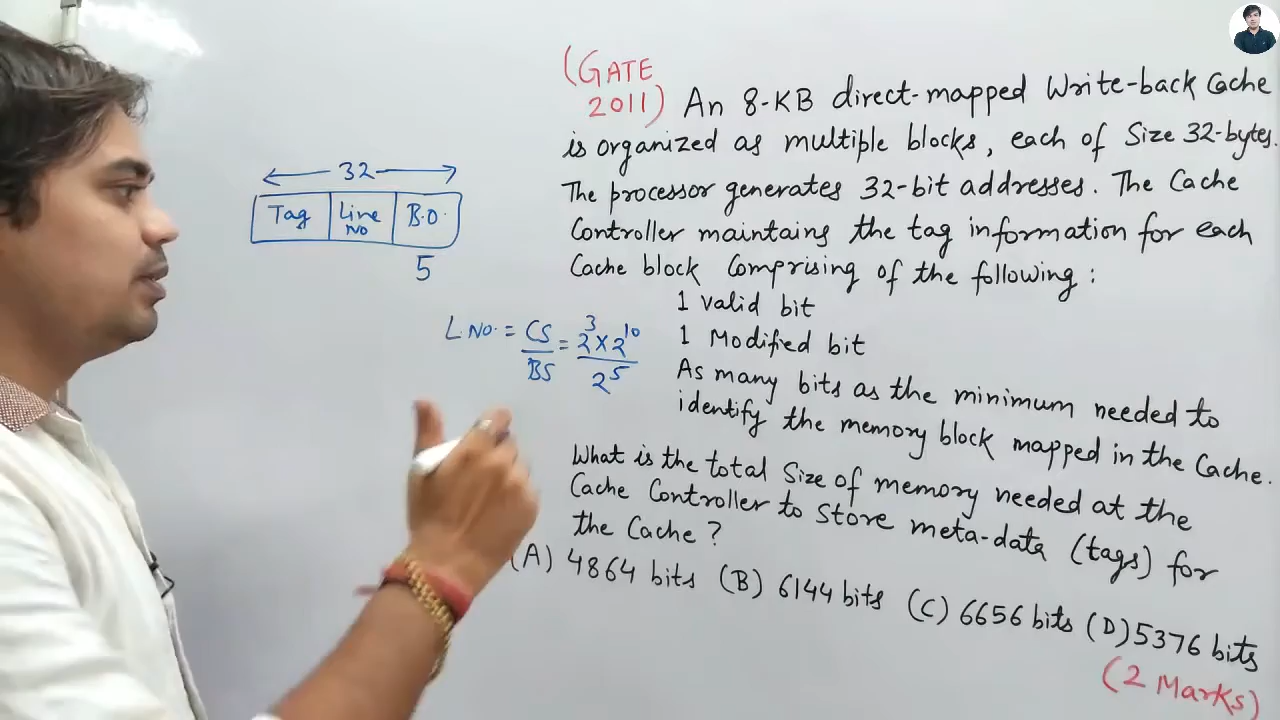 (GATE
2011) An 8-KB direct-mapped Write-back Cache
is organized as multiple blocks, each of Size 32-bytes.
The processor generates 32-bit addresses. The Cache
Controller maintains the tag information for each
Cache block Comprising of the following :
1 valid bit
1 Modified bit
As many bits as the minimum needed to
identify the memory block mapped in the Cache.
What is the total Size of memory needed at the
Cache Controller to Store meta-data (tags) for
the Cache ?
(A) 4864 bits (B) 6144 bits (C) 6656 bits (D) 5376 bits
(2 Marks)
32
Tag Line No B.O.
5
L.No. = CS/BS = 2^3 × 2^10 / 2^5